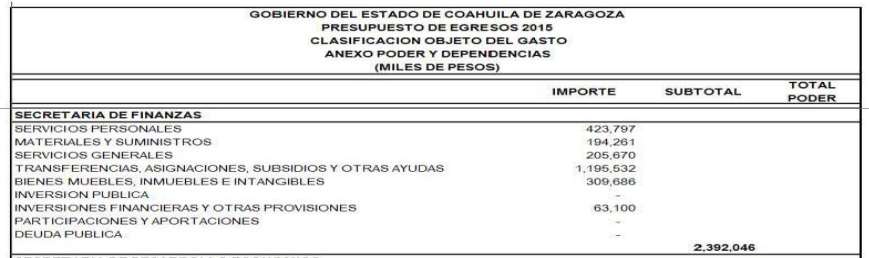 GOBIERNO DEL ESTADO DE COAHUILA DE ZARAGOZA
PRESUPUESTO DE EGRESOS 2015
CLASIFICACION OBJETO DEL GASTO
ANEXO PODER Y DEPENDENCIAS
(MILES DE PESOS)
IMPORTE SUBTOTAL TOTAL PODER
SECRETARIA DE FINANZAS
SERVICIOS PERSONALES 423,797
MATERIALES Y SUMINISTROS 194,261
SERVICIOS GENERALES 205,670
TRANSFERENCIAS, ASIGNACIONES, SUBSIDIOS Y OTRAS AYUDAS 1,195,532
BIENES MUEBLES, INMUEBLES E INTANGIBLES 309,686
INVERSION PUBLICA -
INVERSIONES FINANCIERAS Y OTRAS PROVISIONES 63,100
PARTICIPACIONES Y APORTACIONES -
DEUDA PUBLICA -
2,392,046